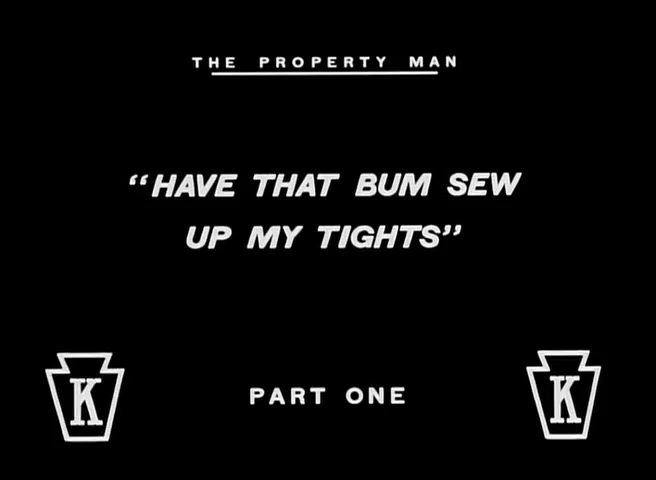 THE PROPERTY MAN
“HAVE THAT BUM SEW
UP MY TIGHTS”
K
PART ONE
K